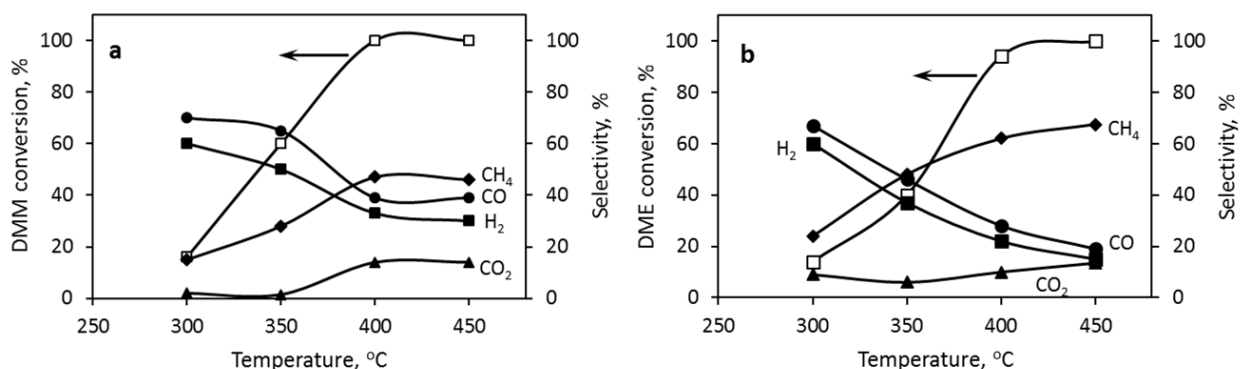 a
DMM conversion, %
100
80
60
40
20
0
250
300
350
400
450
Temperature, °C
100
80
60
40
20
0
Selectivity, %
CH₄
CO
H₂
CO₂
b
DME conversion, %
100
80
60
40
20
0
250
300
350
400
450
Temperature, °C
100
80
60
40
20
0
Selectivity, %
H₂
CH₄
CO
CO₂